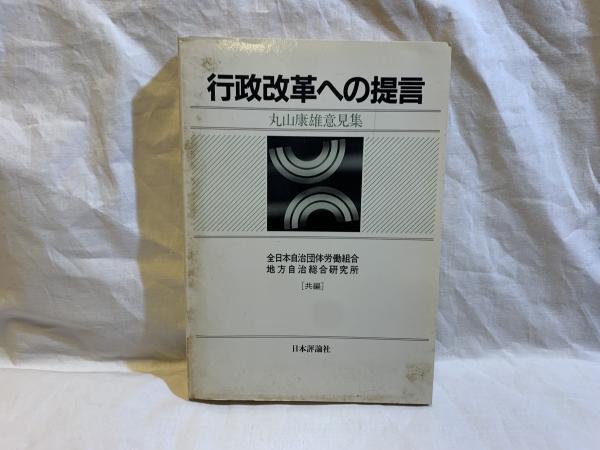 行政改革への提言
丸山康雄意見集
全日本自治団体労働組合
地方自治総合研究所
[共編]
日本評論社